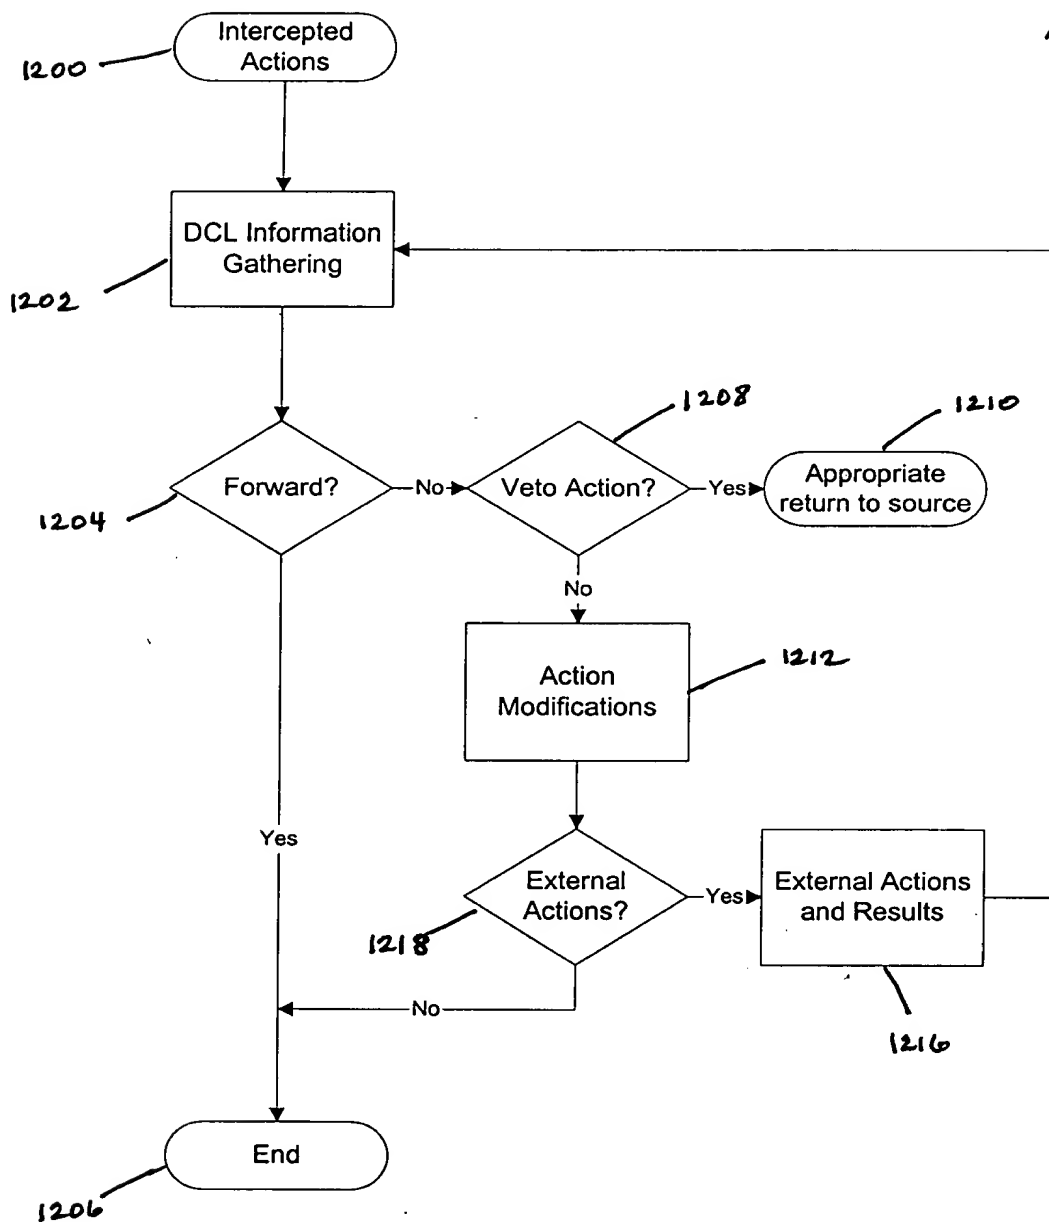 Intercepted
Actions
1200
DCL Information
Gathering
1202
1208
1210
Forward?
No
Veto Action?
Yes
Appropriate
return to source
1204
No
Action
Modifications
1212
Yes
External
Actions?
Yes
External Actions
and Results
1218
No
1216
End
1206